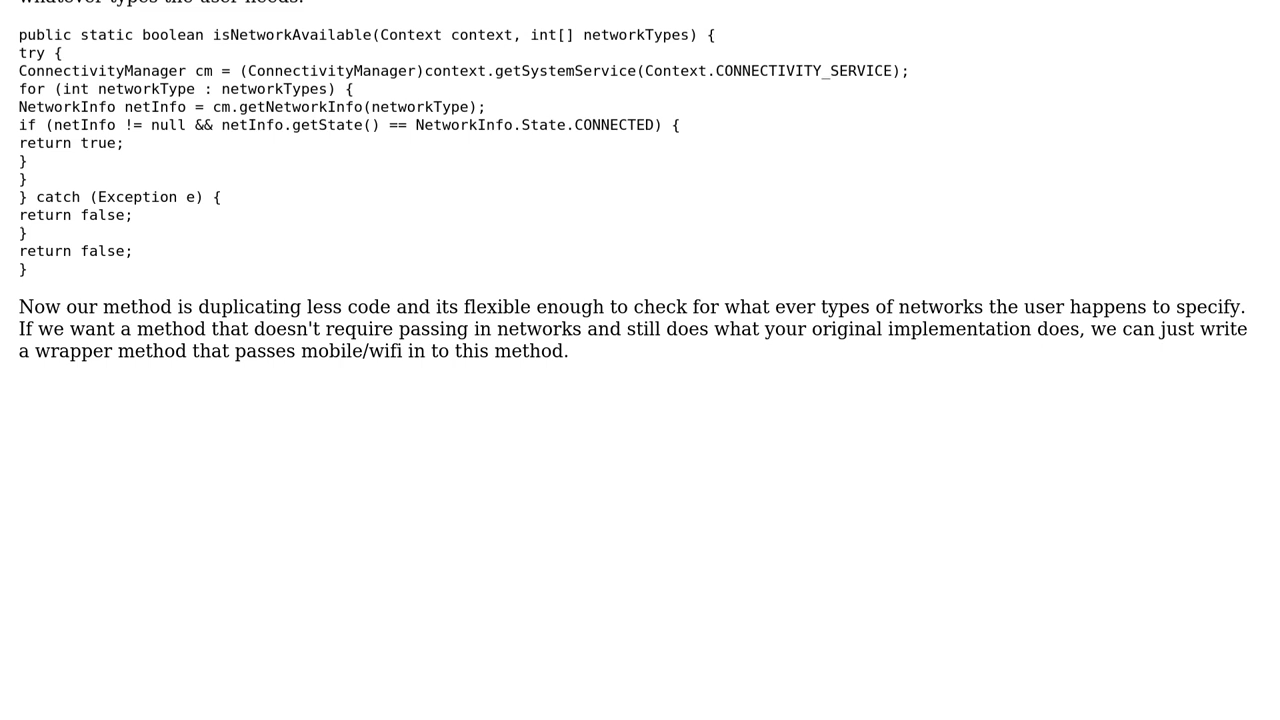 whatever types the user needs.
public static boolean isNetworkAvailable(Context context, int[] networkTypes) {
try {
ConnectivityManager cm = (ConnectivityManager)context.getSystemService(Context.CONNECTIVITY_SERVICE);
for (int networkType : networkTypes) {
NetworkInfo netInfo = cm.getNetworkInfo(networkType);
if (netInfo != null && netInfo.getState() == NetworkInfo.State.CONNECTED) {
return true;
}
}
} catch (Exception e) {
return false;
}
return false;
}
Now our method is duplicating less code and its flexible enough to check for what ever types of networks the user happens to specify.
If we want a method that doesn't require passing in networks and still does what your original implementation does, we can just write
a wrapper method that passes mobile/wifi in to this method.